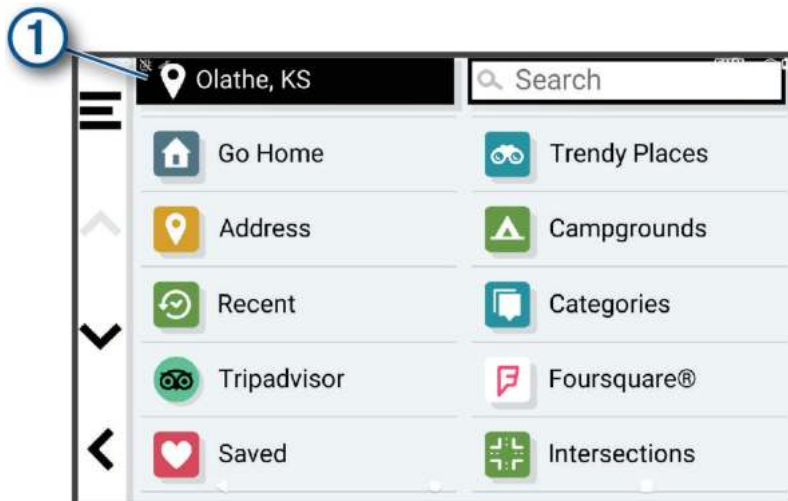 1
Olathe, KS
Search
Go Home
Trendy Places
Address
Campgrounds
Recent
Categories
Tripadvisor
Foursquare®
Saved
Intersections